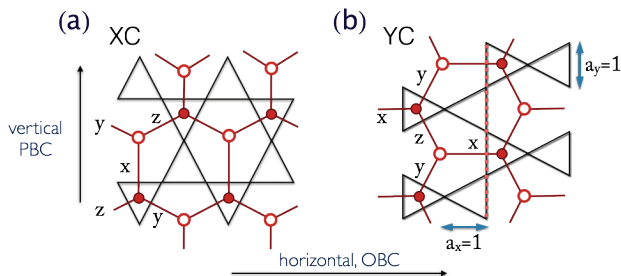 (a) XC
(b) YC
vertical
PBC
y
z
x
z
y
y
x
z
x
y
a_y=1
a_x=1
horizontal, OBC